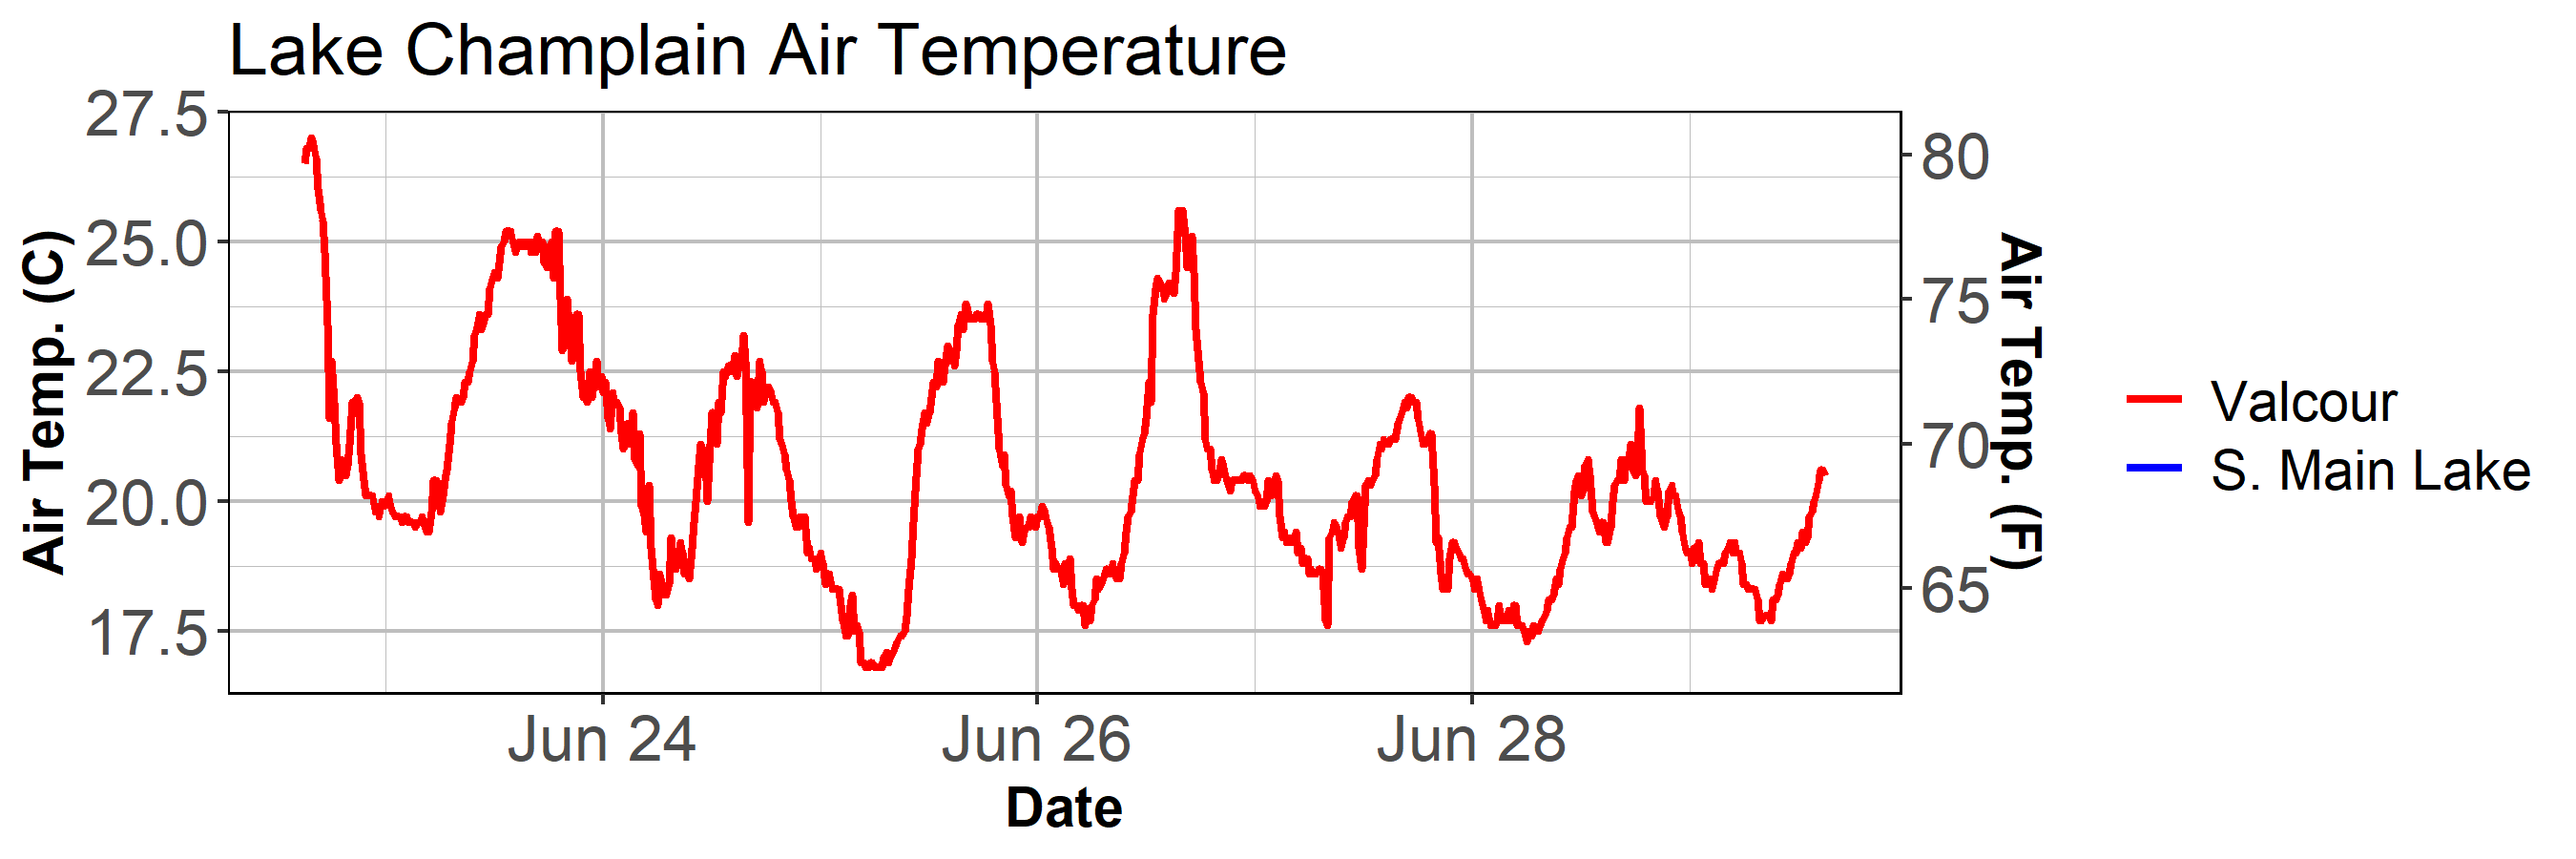 Lake Champlain Air Temperature
Air Temp. (C)
27.5
25.0
22.5
20.0
17.5
80
75
70
65
Air Temp. (F)
Jun 24
Jun 26
Jun 28
Date
Valcour
S. Main Lake